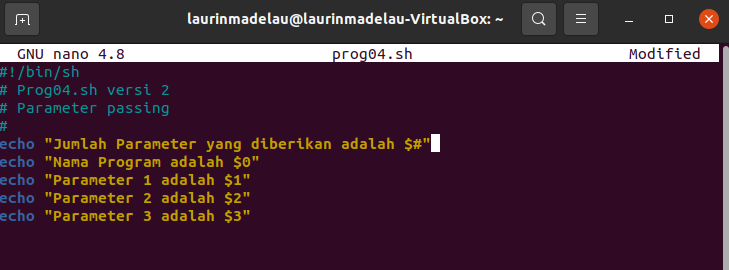 laurinmadelau@laurinmadelau-VirtualBox: ~
GNU nano 4.8 prog04.sh Modified
#!/bin/sh
# Prog04.sh versi 2
# Parameter passing
#
echo "Jumlah Parameter yang diberikan adalah $#"
echo "Nama Program adalah $0"
echo "Parameter 1 adalah $1"
echo "Parameter 2 adalah $2"
echo "Parameter 3 adalah $3"